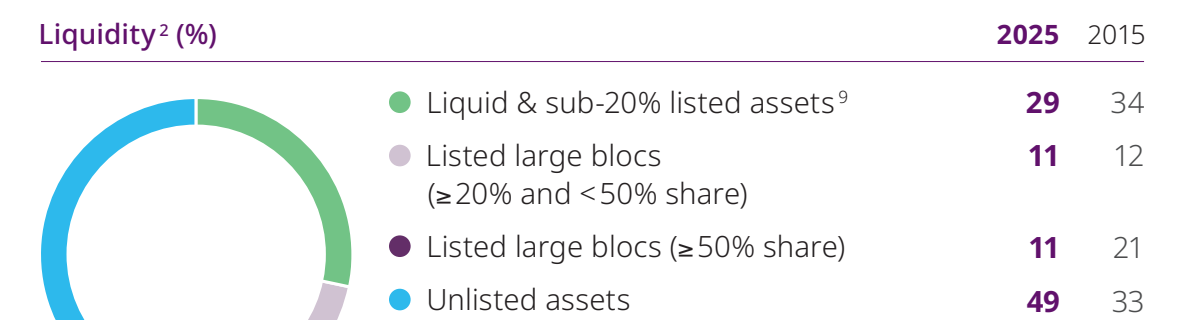 Liquidity² (%) 2025 2015
Liquid & sub-20% listed assets⁹ 29 34
Listed large blocs 11 12
(≥20% and <50% share)
Listed large blocs (≥50% share) 11 21
Unlisted assets 49 33